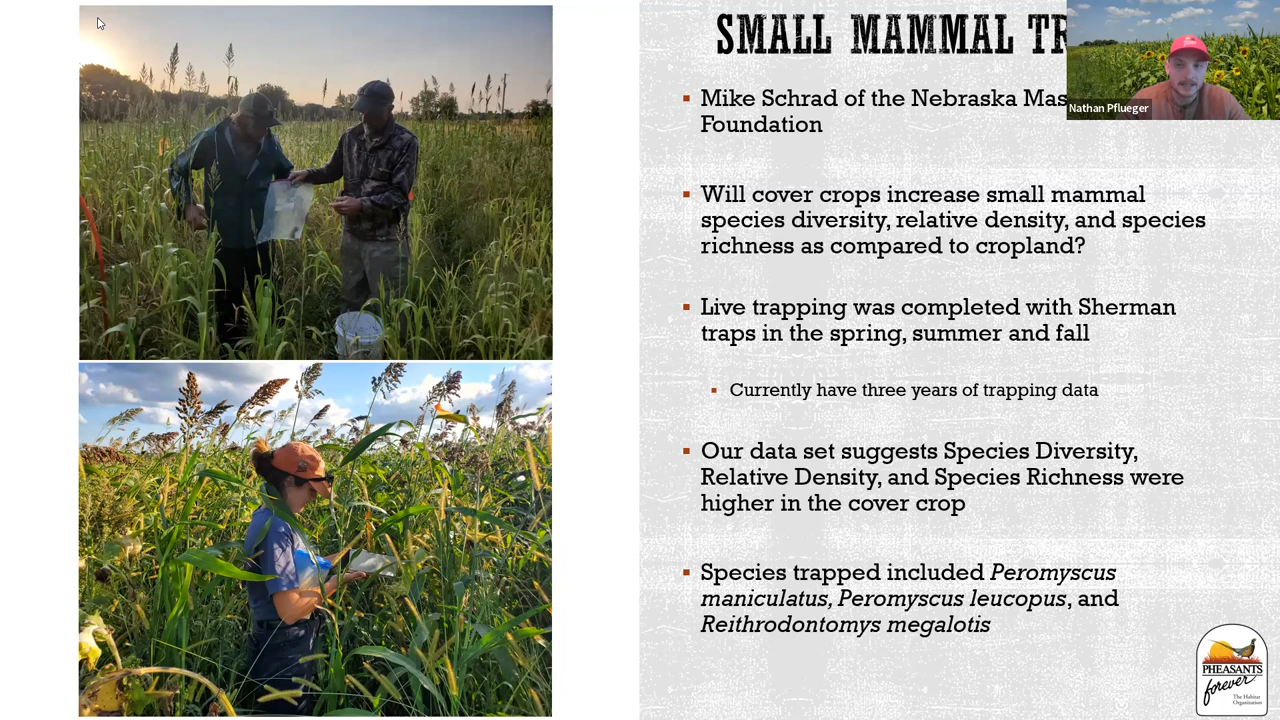 SMALL MAMMAL
Nathan Pflueger
Mike Schrad of the Nebraska
Foundation
Will cover crops increase small mammal
species diversity, relative density, and species
richness as compared to cropland?
Live trapping was completed with Sherman
traps in the spring, summer and fall
Currently have three years of trapping data
Our data set suggests Species Diversity,
Relative Density, and Species Richness were
higher in the cover crop
Species trapped included Peromyscus
maniculatus, Peromyscus leucopus, and
Reithrodontomys megalotis
PHEASANTS
forever
The Habitat
Organization